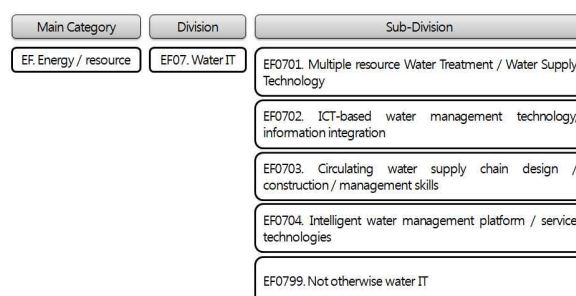 Main Category
Division
Sub-Division
EF. Energy / resource
EF07. Water IT
EF0701. Multiple resource Water Treatment / Water Supply
Technology
EF0702. ICT-based water management technology,
information integration
EF0703. Circulating water supply chain design /
construction / management skills
EF0704. Intelligent water management platform / service
technologies
EF0799. Not otherwise water IT